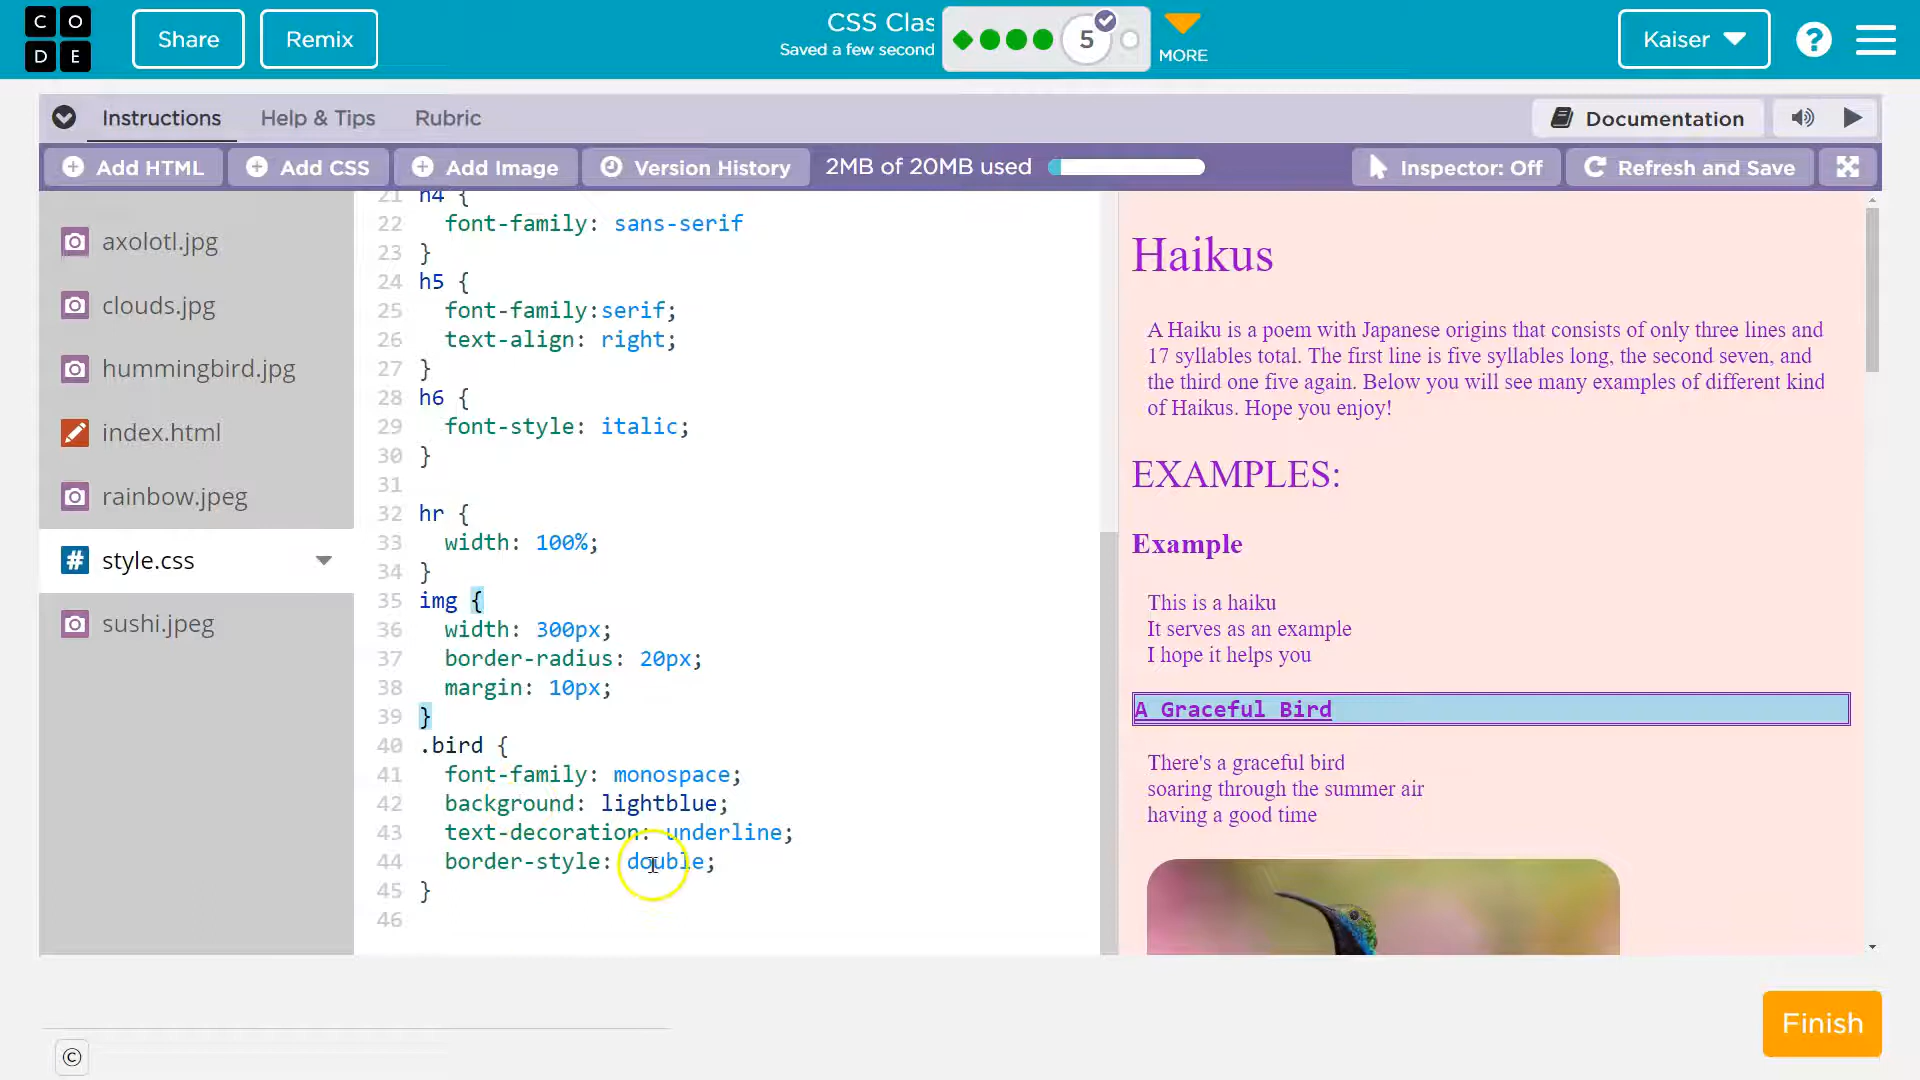 C O
D E
Share
Remix
CSS Clas
Saved a few second
5
MORE
Kaiser
?
Instructions
Help & Tips
Rubric
Documentation
Add HTML
Add CSS
Add Image
Version History
2MB of 20MB used
Inspector: Off
Refresh and Save
axolotl.jpg
clouds.jpg
hummingbird.jpg
index.html
rainbow.jpeg
# style.css
sushi.jpeg
21 h4 {
22 font-family: sans-serif
23 }
24 h5 {
25 font-family:serif;
26 text-align: right;
27 }
28 h6 {
29 font-style: italic;
30 }
31
32 hr {
33 width: 100%;
34 }
35 img {
36 width: 300px;
37 border-radius: 20px;
38 margin: 10px;
39 }
40 .bird {
41 font-family: monospace;
42 background: lightblue;
43 text-decoration: underline;
44 border-style: double;
45 }
46
Haikus
A Haiku is a poem with Japanese origins that consists of only three lines and
17 syllables total. The first line is five syllables long, the second seven, and
the third one five again. Below you will see many examples of different kind
of Haikus. Hope you enjoy!
EXAMPLES:
Example
This is a haiku
It serves as an example
I hope it helps you
A Graceful Bird
There's a graceful bird
soaring through the summer air
having a good time
Finish
©